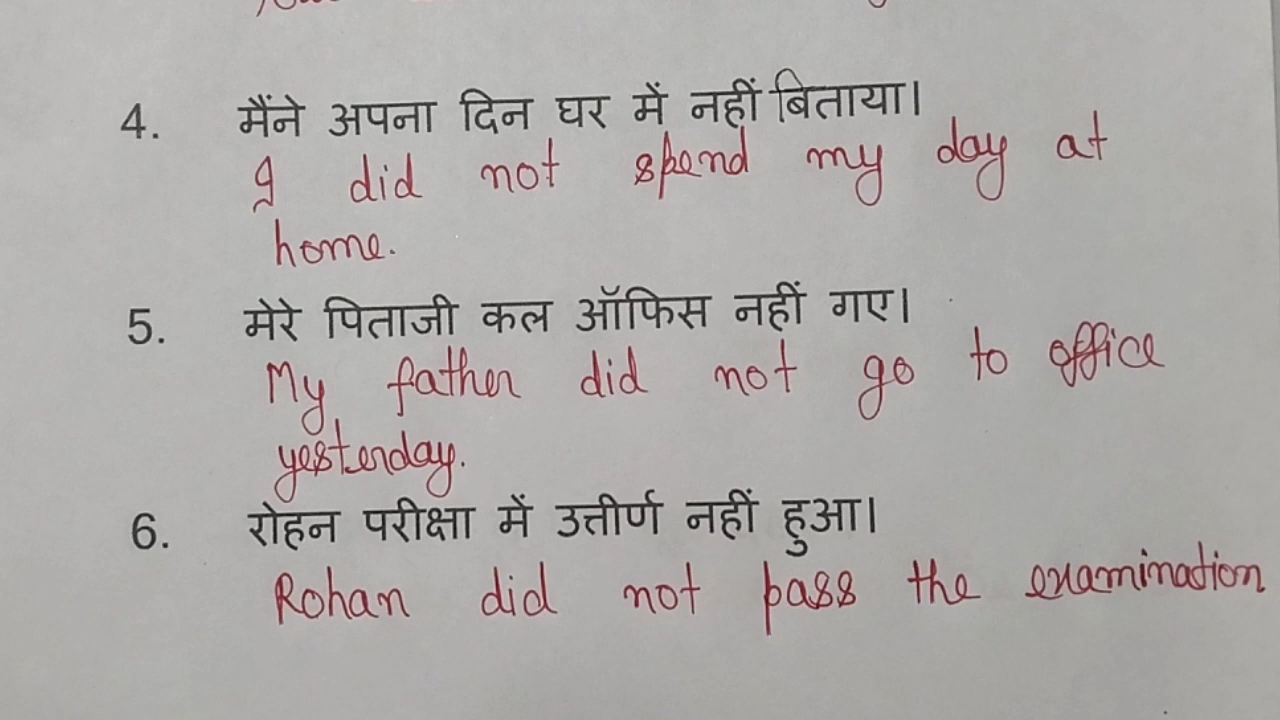 4. मैंने अपना दिन घर में नहीं बिताया।
I did not spend my day at
home.
5. मेरे पिताजी कल ऑफिस नहीं गए।
My father did not go to office
yesterday.
6. रोहन परीक्षा में उत्तीर्ण नहीं हुआ।
Rohan did not pass the examination